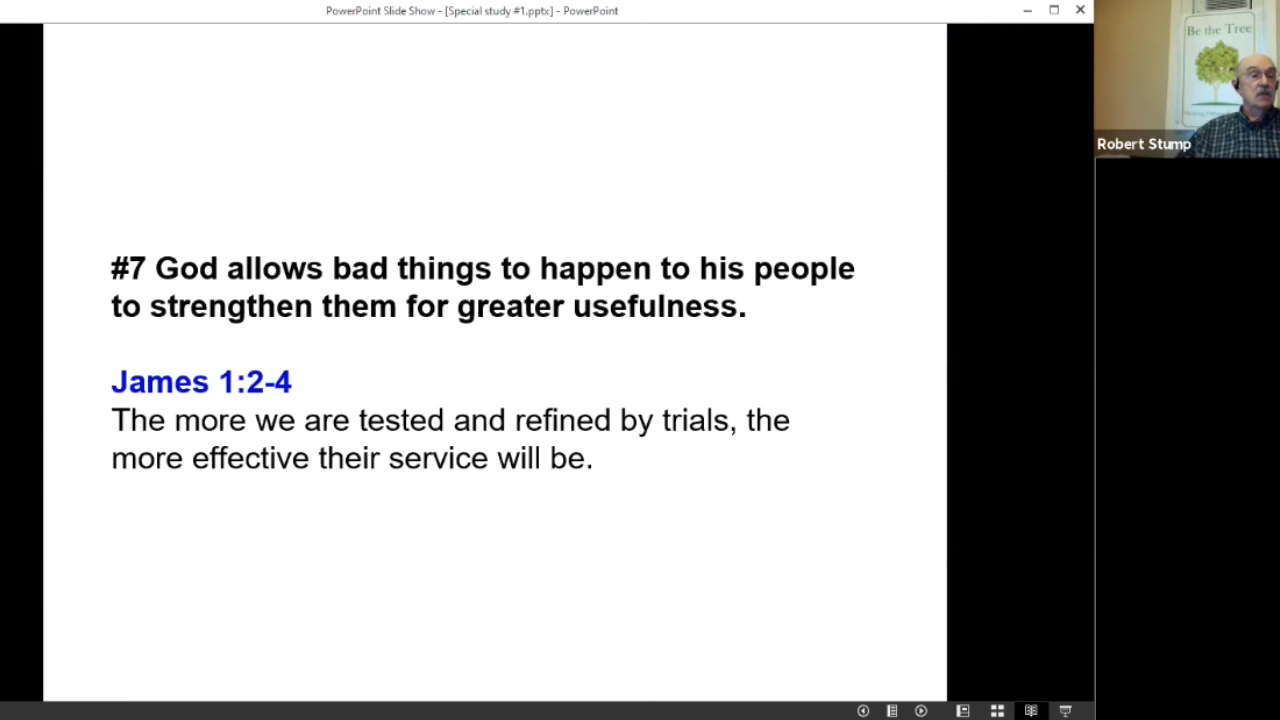 PowerPoint Slide Show - [Special study #1.pptx] - PowerPoint
Be the Tree
Robert Stump
#7 God allows bad things to happen to his people
to strengthen them for greater usefulness.
James 1:2-4
The more we are tested and refined by trials, the
more effective their service will be.